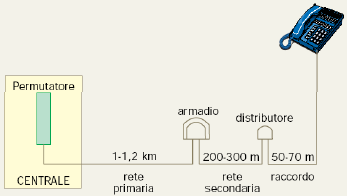 Permutatore
armadio
distributore
1-1,2 km
200-300 m
50-70 m
CENTRALE
rete
primaria
rete
secondaria
raccordo